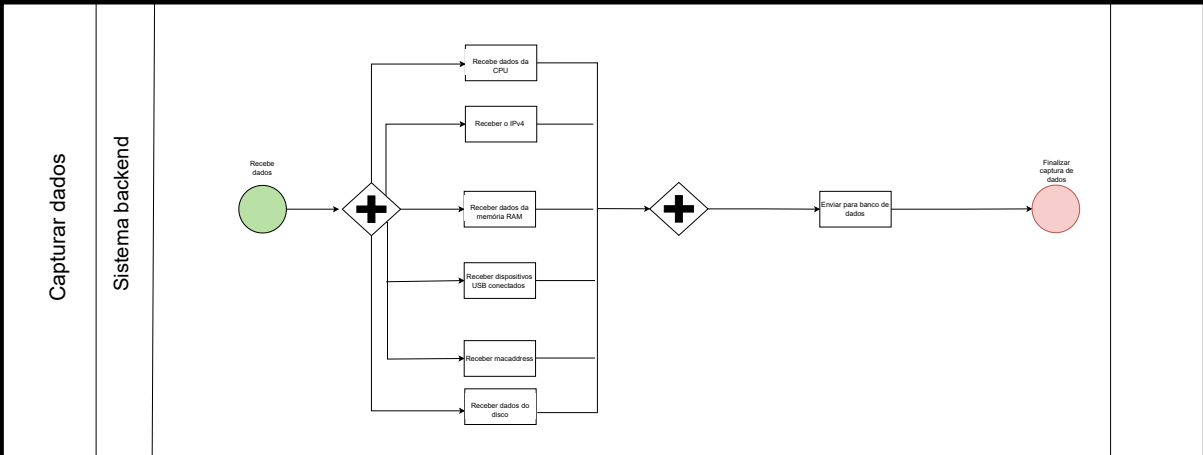 Capturar dados
Sistema backend
Recebe
dados
Recebe dados da
CPU
Receber o IPv4
Receber dados da
memória RAM
Receber dispositivos
USB conectados
Receber macaddress
Receber dados do
disco
Enviar para banco de
dados
Finalizar
captura de
dados